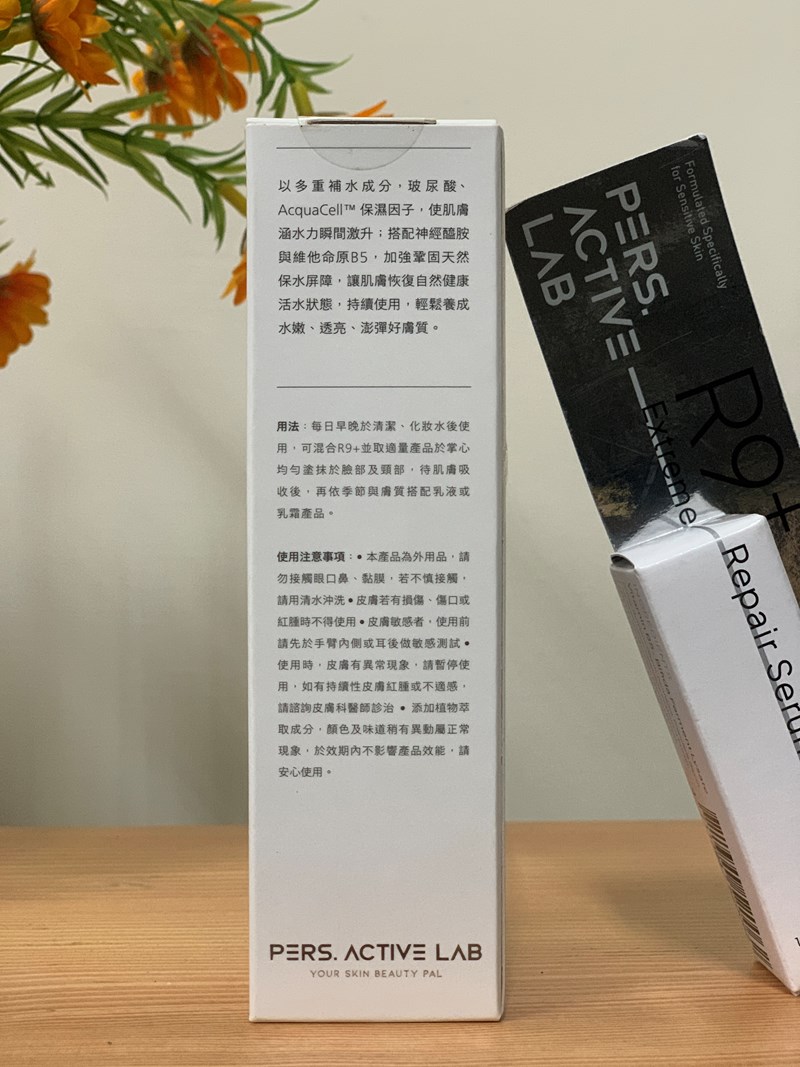 以多重補水成分，玻尿酸、
AcquaCell™ 保濕因子，使肌膚
涵水力瞬間激升；搭配神經醯胺
與維他命原B5，加強鞏固天然
保水屏障，讓肌膚恢復自然健康
活水狀態，持續使用，輕鬆養成
水嫩、透亮、澎彈好膚質。
用法：每日早晚於清潔、化妝水後使
用，可混合R9+並取適量產品於掌心
均勻塗抹於臉部及頸部，待肌膚吸
收後，再依季節與膚質搭配乳液或
乳霜產品。
使用注意事項：• 本產品為外用品，請
勿接觸眼口鼻、黏膜，若不慎接觸，
請用清水沖洗 • 皮膚若有損傷、傷口或
紅腫時不得使用 • 皮膚敏感者，使用前
請先於手臂內側或耳後做敏感測試 •
使用時，皮膚有異常現象，請暫停使
用，如有持續性皮膚紅腫或不適感，
請諮詢皮膚科醫師診治 • 添加植物萃
取成分，顏色及味道稍有異動屬正常
現象，於效期內不影響產品效能，請
安心使用。
PERS. ACTIVE LAB
YOUR SKIN BEAUTY PAL
Formulated Specifically
for Sensitive Skin
PERS.
ACTIVE
LAB
R9+
Extreme
Repair Serum